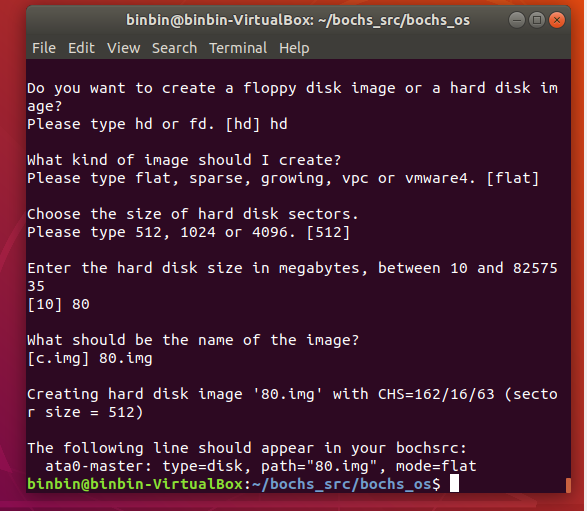 binbin@binbin-VirtualBox: ~/bochs_src/bochs_os
File Edit View Search Terminal Help
Do you want to create a floppy disk image or a hard disk im
age?
Please type hd or fd. [hd] hd
What kind of image should I create?
Please type flat, sparse, growing, vpc or vmware4. [flat]
Choose the size of hard disk sectors.
Please type 512, 1024 or 4096. [512]
Enter the hard disk size in megabytes, between 10 and 82575
35
[10] 80
What should be the name of the image?
[c.img] 80.img
Creating hard disk image '80.img' with CHS=162/16/63 (secto
r size = 512)
The following line should appear in your bochsrc:
  ata0-master: type=disk, path="80.img", mode=flat
binbin@binbin-VirtualBox:~/bochs_src/bochs_os$